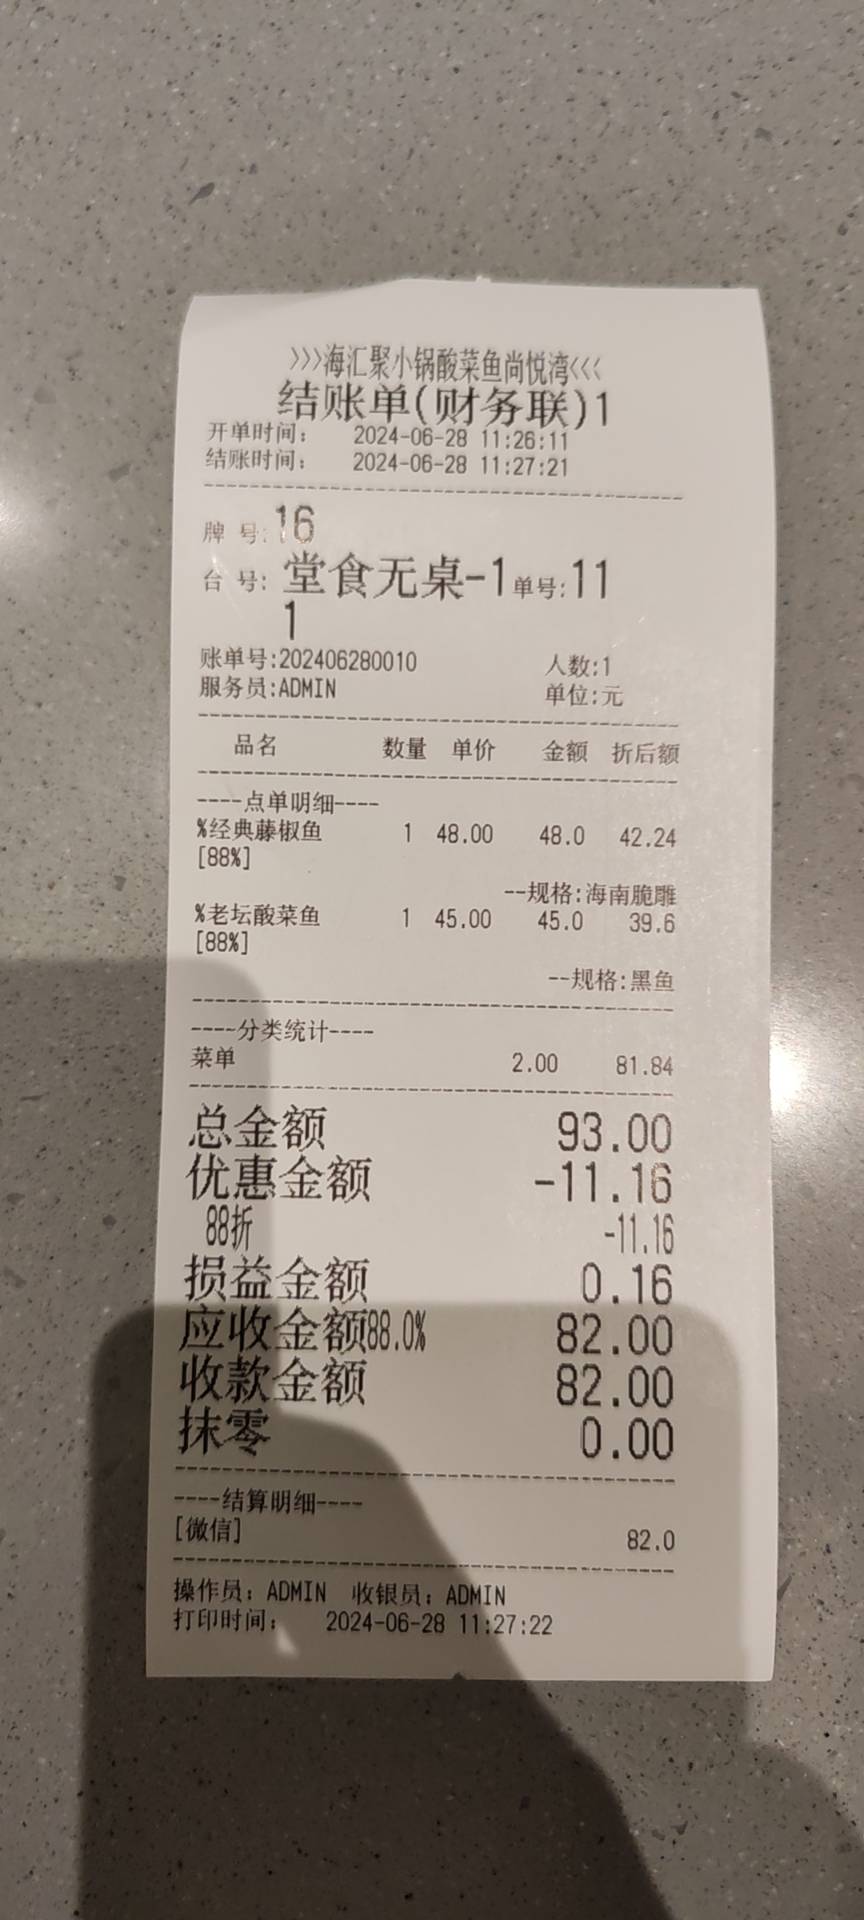 >>>海汇聚小锅酸菜鱼尚悦湾<<<
结账单(财务联)1
开单时间: 2024-06-28 11:26:11
结账时间: 2024-06-28 11:27:21
牌 号:16
台 号: 堂食无桌-1 单号:11
1
账单号:202406280010 人数:1
服务员:ADMIN 单位:元
品名 数量 单价 金额 折后额
----点单明细----
%经典藤椒鱼 1 48.00 48.0 42.24
[88%]
--规格:海南脆雕
%老坛酸菜鱼 1 45.00 45.0 39.6
[88%]
--规格:黑鱼
----分类统计----
菜单 2.00 81.84
总金额 93.00
优惠金额 -11.16
88折 -11.16
损益金额 0.16
应收金额88.0% 82.00
收款金额 82.00
抹零 0.00
----结算明细----
[微信] 82.0
操作员: ADMIN 收银员: ADMIN
打印时间: 2024-06-28 11:27:22